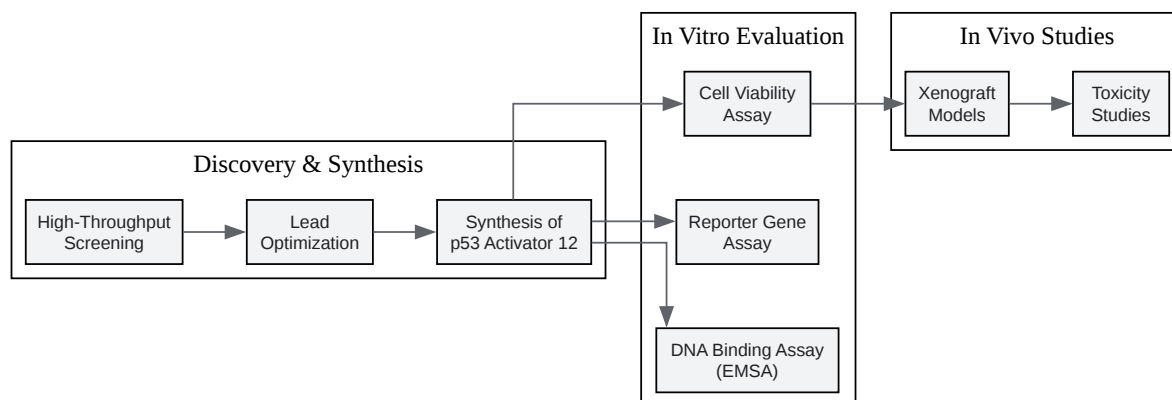 Discovery & Synthesis
High-Throughput
Screening
Lead
Optimization
Synthesis of
p53 Activator 12
In Vitro Evaluation
Cell Viability
Assay
Reporter Gene
Assay
DNA Binding Assay
(EMSA)
In Vivo Studies
Xenograft
Models
Toxicity
Studies